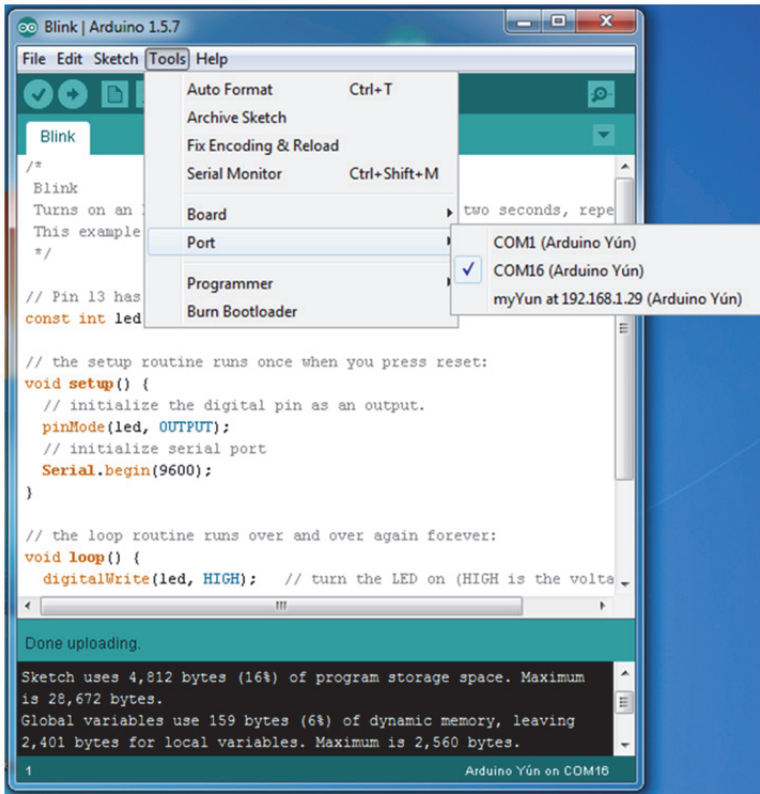 Blink | Arduino 1.5.7
File Edit Sketch Tools Help
Auto Format Ctrl+T
Archive Sketch
Fix Encoding & Reload
Serial Monitor Ctrl+Shift+M
Board
Port
Programmer
Burn Bootloader
COM1 (Arduino Yún)
COM16 (Arduino Yún)
myYun at 192.168.1.29 (Arduino Yún)
Blink
/*
Blink
Turns on an two seconds, repe
This example
*/
// Pin 13 has
const int led
// the setup routine runs once when you press reset:
void setup() {
// initialize the digital pin as an output.
pinMode(led, OUTPUT);
// initialize serial port
Serial.begin(9600);
}
// the loop routine runs over and over again forever:
void loop() {
digitalWrite(led, HIGH); // turn the LED on (HIGH is the volta
Done uploading.
Sketch uses 4,812 bytes (16%) of program storage space. Maximum
is 28,672 bytes.
Global variables use 159 bytes (6%) of dynamic memory, leaving
2,401 bytes for local variables. Maximum is 2,560 bytes.
1 Arduino Yún on COM16